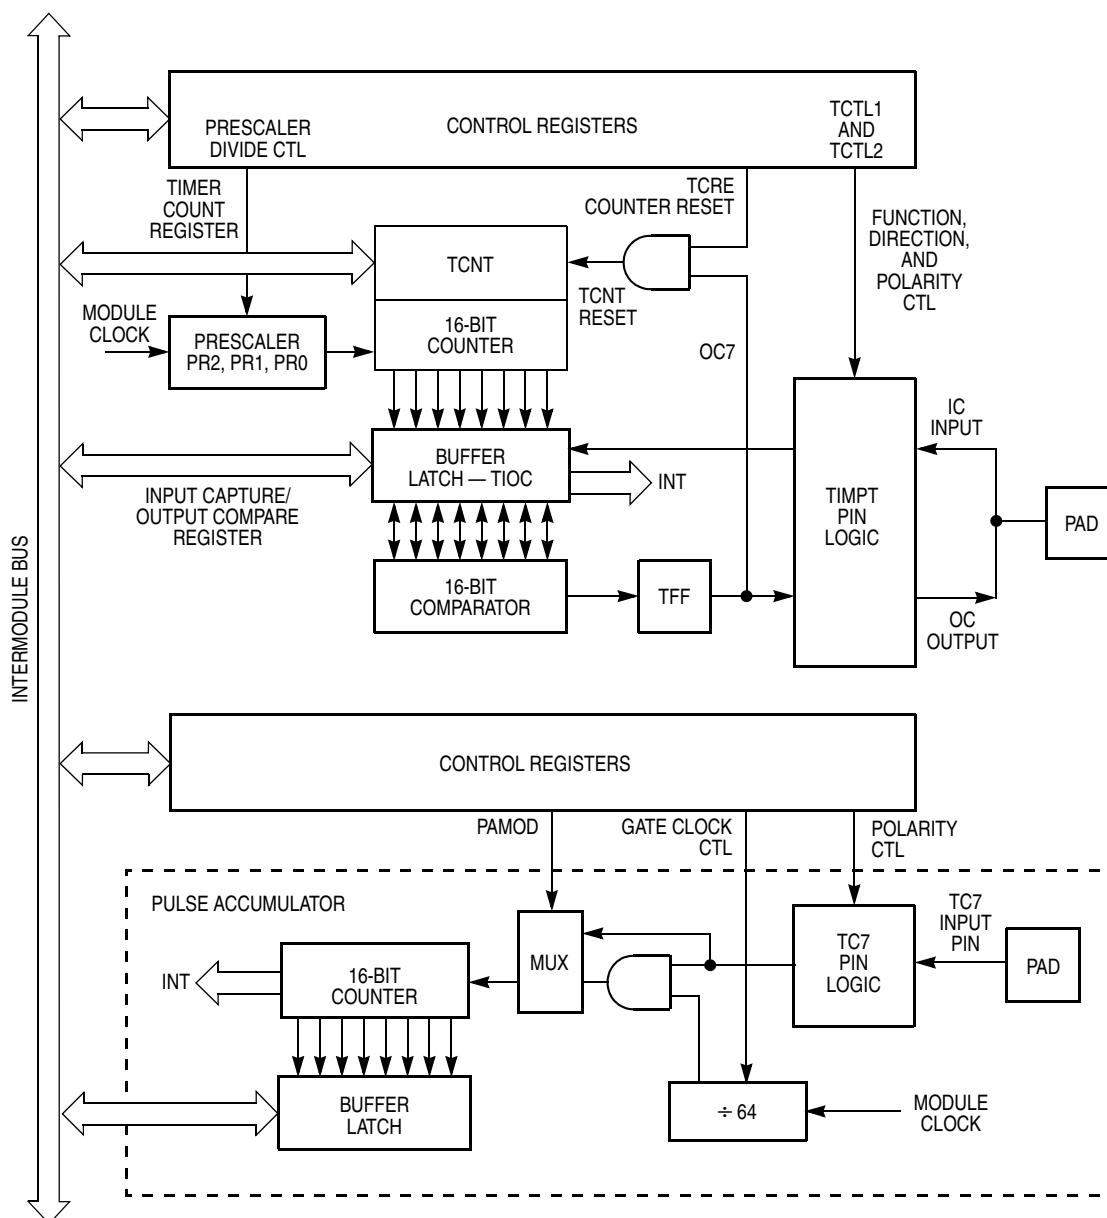 INTERMODULE BUS
PRESCALER
DIVIDE CTL
CONTROL REGISTERS
TCTL1
AND
TCTL2
TIMER
COUNT
REGISTER
TCRE
COUNTER RESET
FUNCTION,
DIRECTION,
AND
POLARITY
CTL
TCNT
TCNT
RESET
MODULE
CLOCK
PRESCALER
PR2, PR1, PR0
16-BIT
COUNTER
OC7
IC
INPUT
BUFFER
LATCH — TIOC
INT
INPUT CAPTURE/
OUTPUT COMPARE
REGISTER
TIMPT
PIN
LOGIC
PAD
16-BIT
COMPARATOR
TFF
OC
OUTPUT
CONTROL REGISTERS
PAMOD
GATE CLOCK
CTL
POLARITY
CTL
PULSE ACCUMULATOR
TC7
INPUT
PIN
INT
16-BIT
COUNTER
MUX
TC7
PIN
LOGIC
PAD
BUFFER
LATCH
÷ 64
MODULE
CLOCK